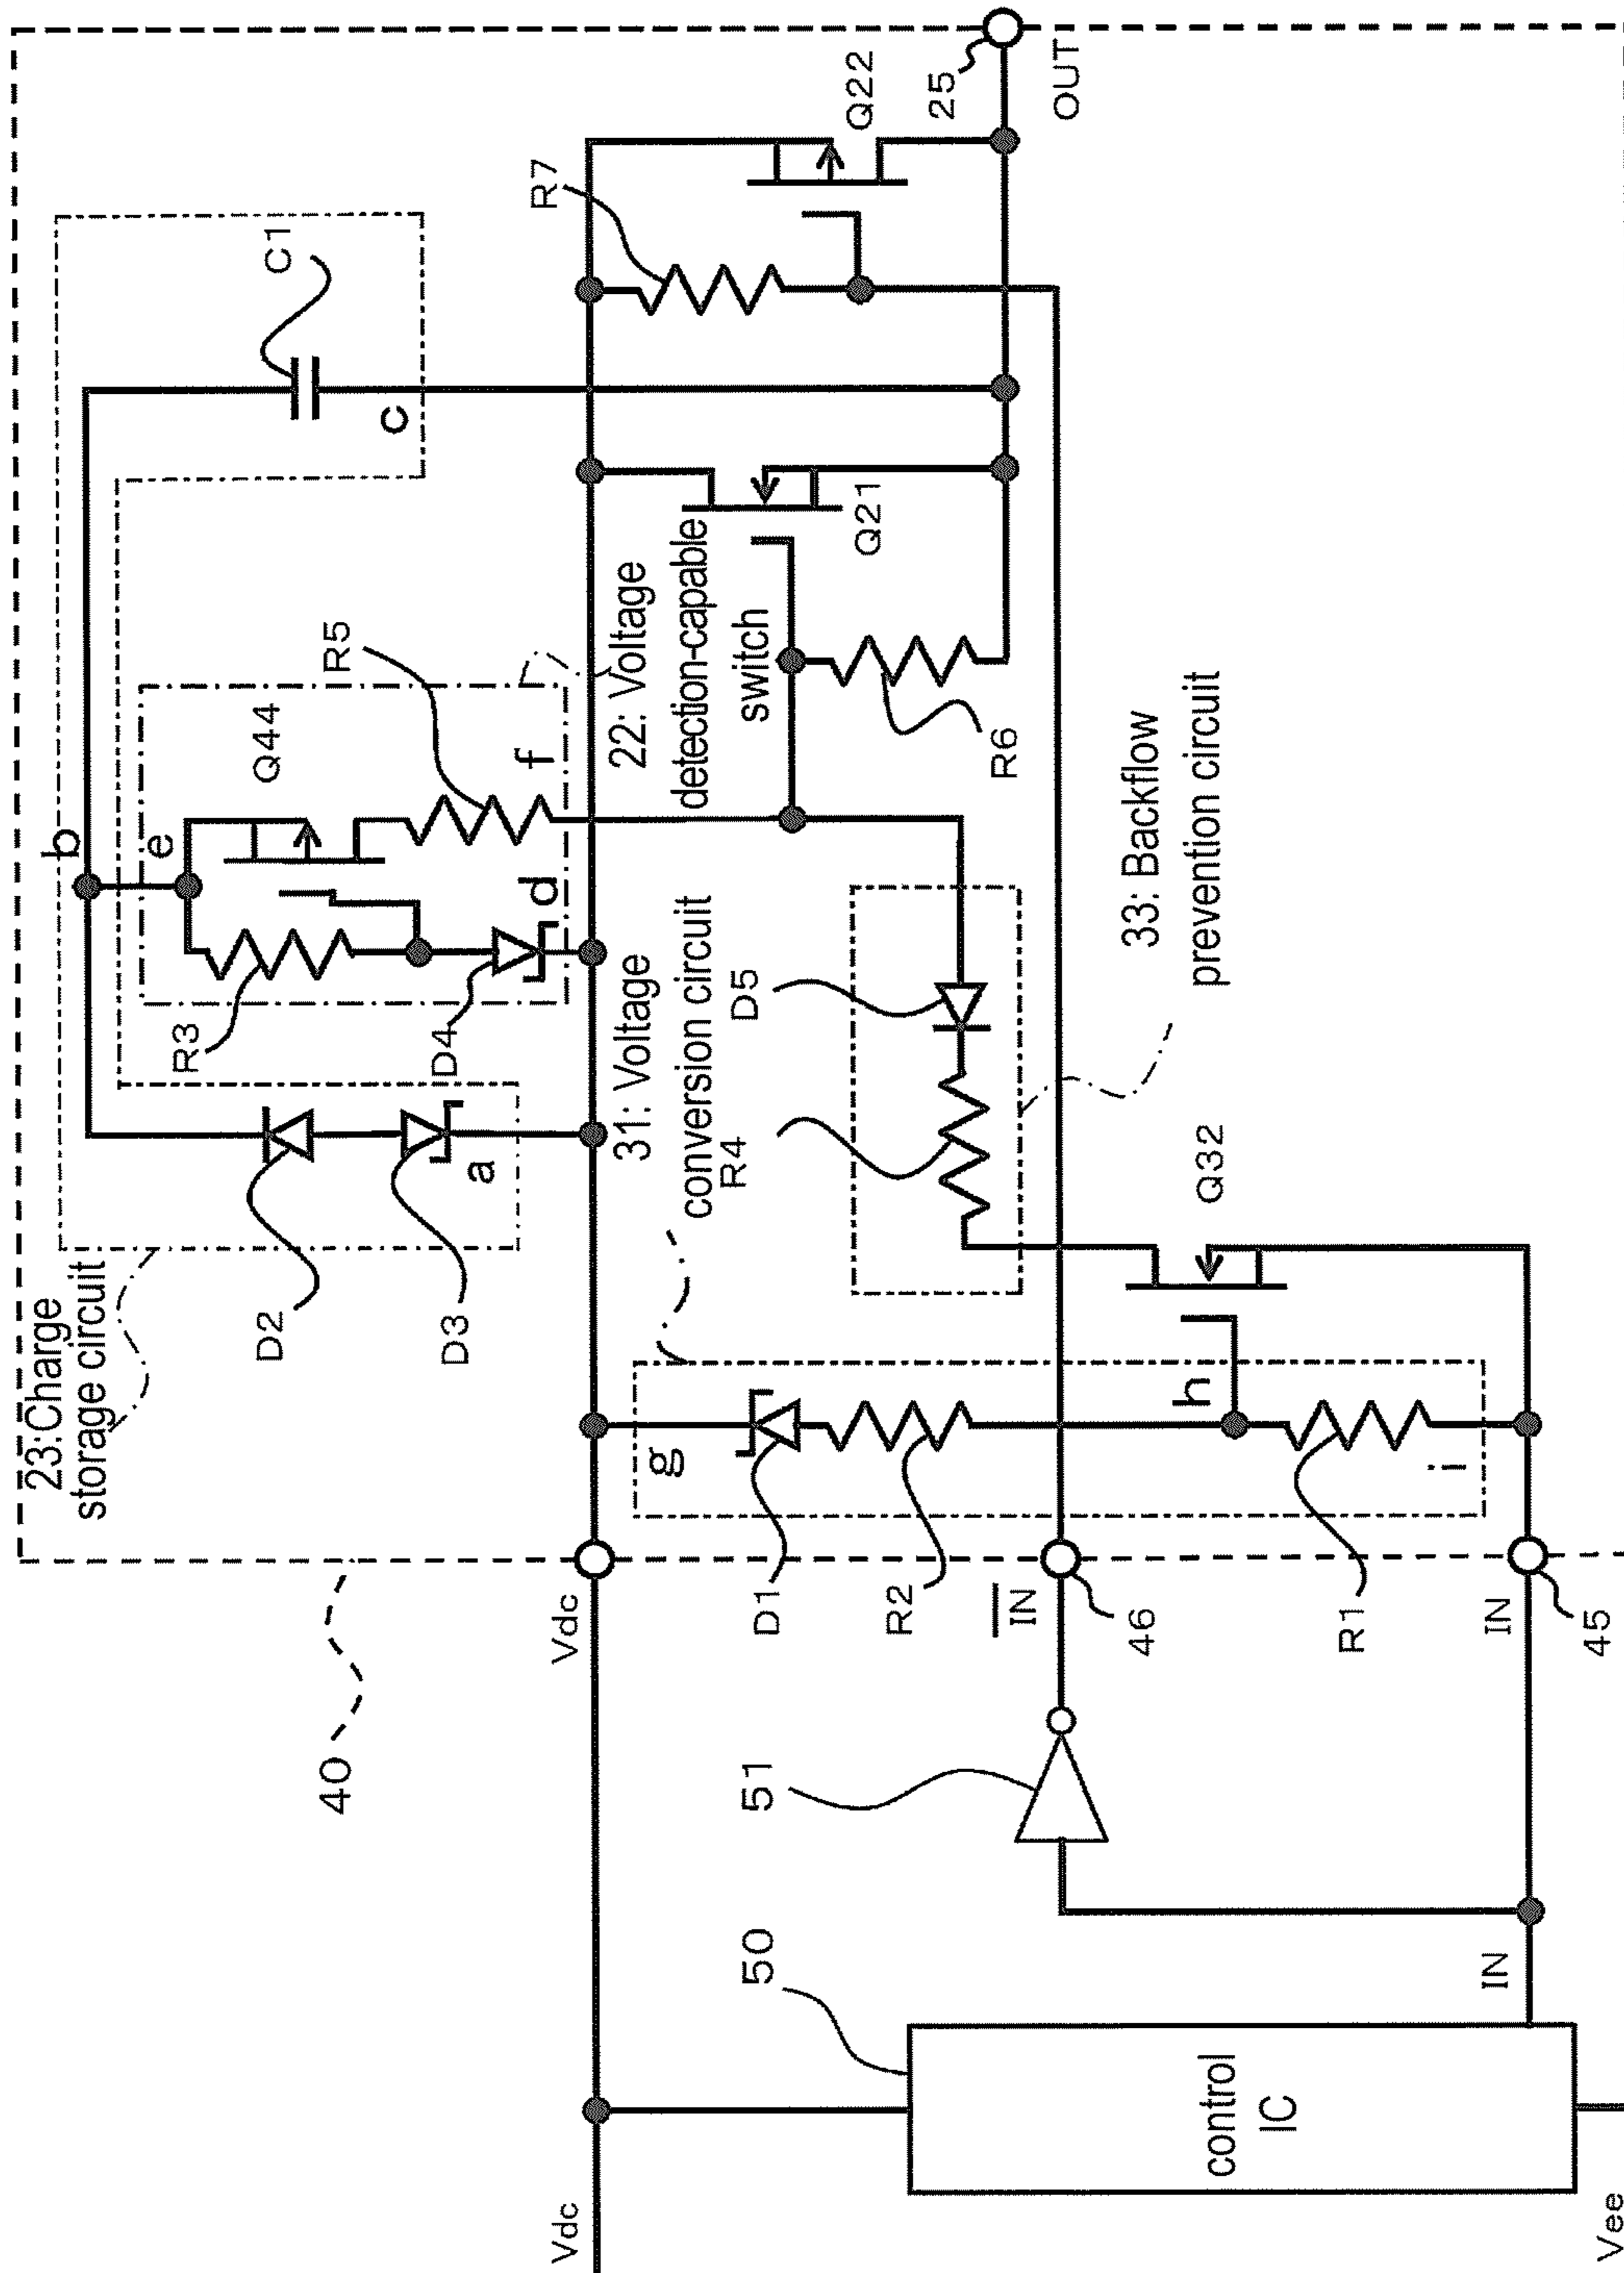 23:Charge
storage circuit
b
C1
c
e
Q44
R5
R3
D4
d
f
D2
D3
a
R7
Q22
25
OUT
22: Voltage
detection-capable
switch
Q21
R6
31: Voltage
conversion circuit
R4
D5
33: Backflow
prevention circuit
Q32
g
h
i
D1
R2
R1
40
Vdc
IN
46
IN
45
51
50
IN
control
IC
Vdc
Vee